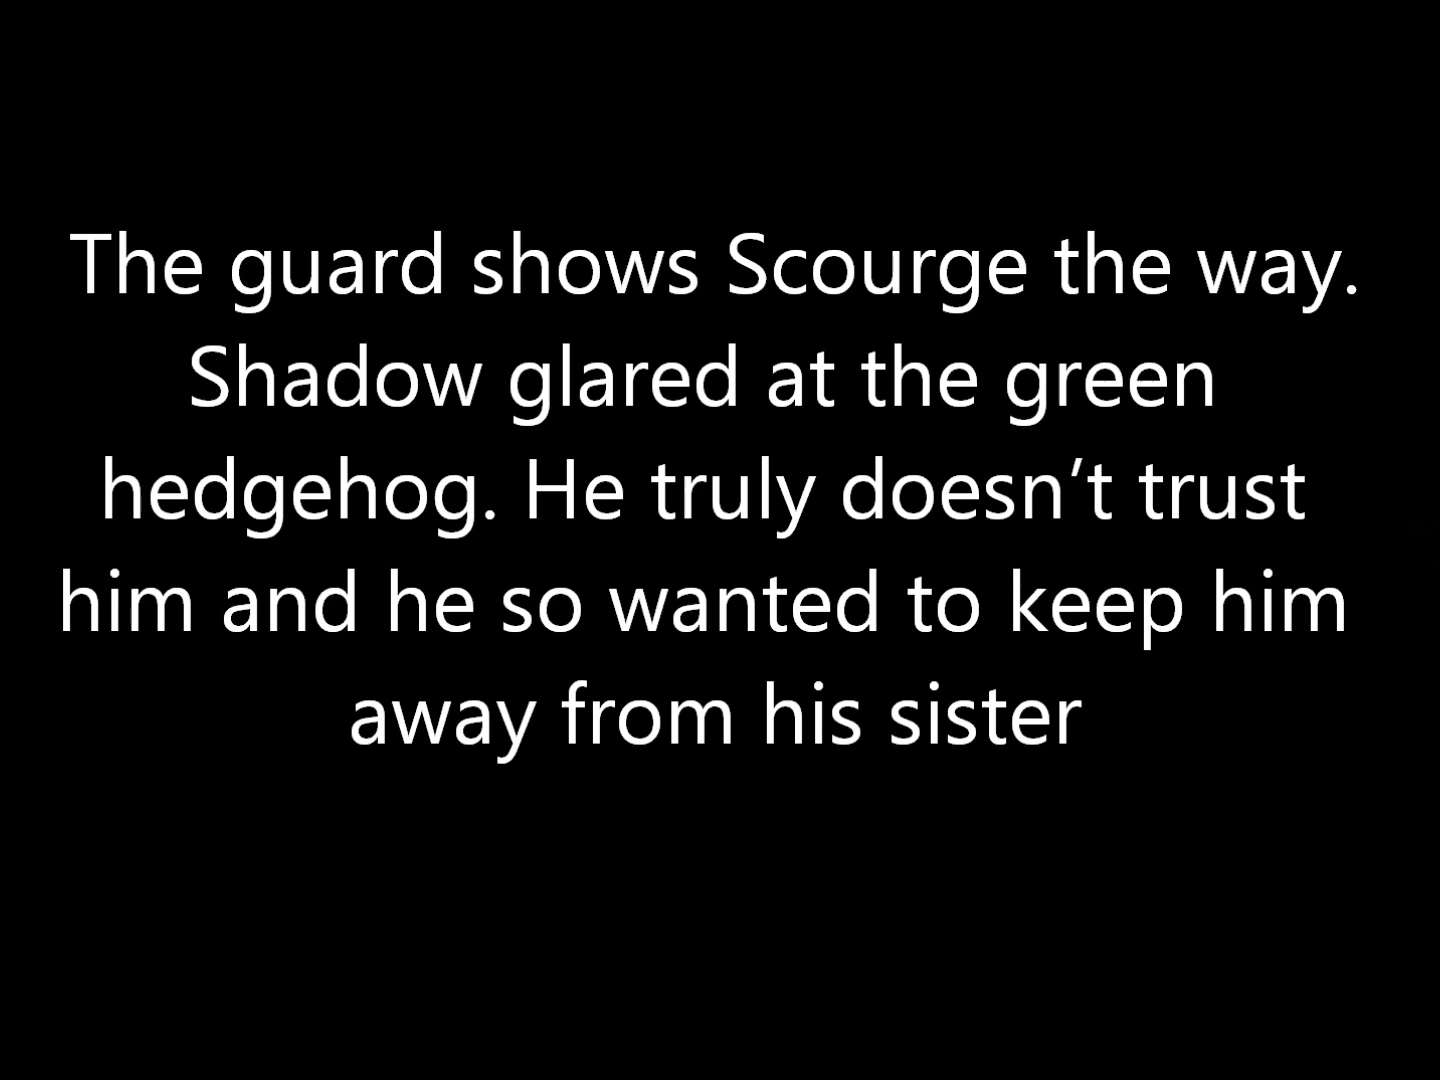 The guard shows Scourge the way.
Shadow glared at the green
hedgehog. He truly doesn’t trust
him and he so wanted to keep him
away from his sister